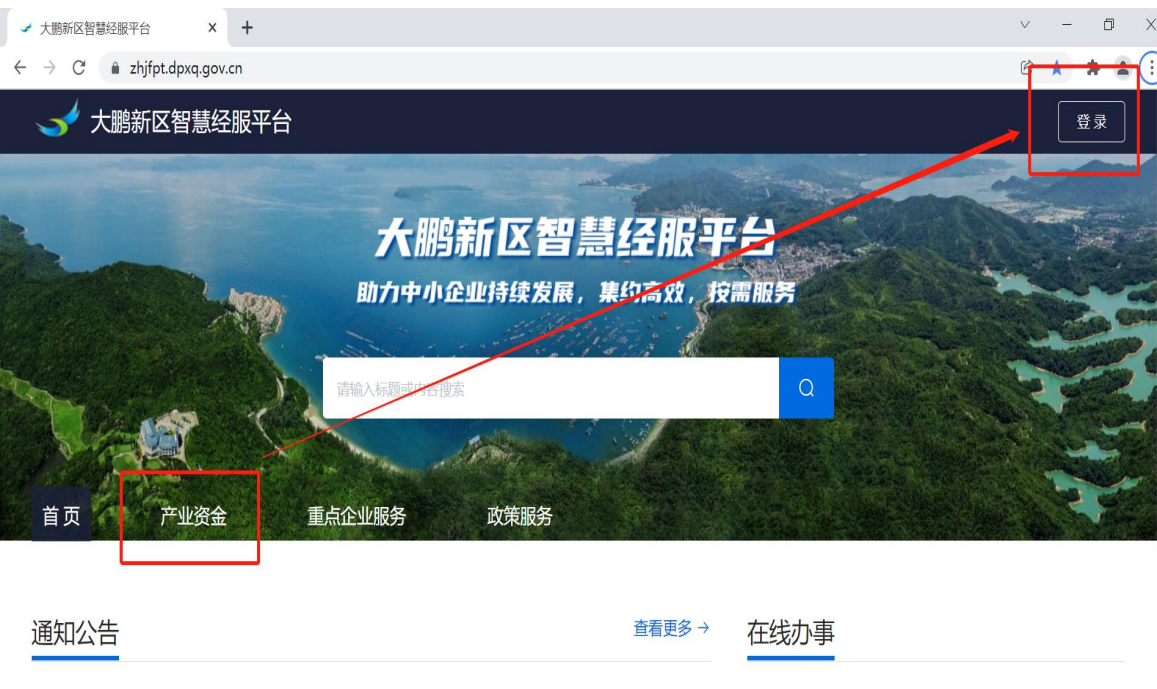 大鹏新区智慧经服平台
zhjfpt.dpxq.gov.cn
大鹏新区智慧经服平台
登录
大鹏新区智慧经服平台
助力中小企业持续发展，集约高效，按需服务
请输入标题或内容搜索
首页 产业资金 重点企业服务 政策服务
通知公告 查看更多 → 在线办事